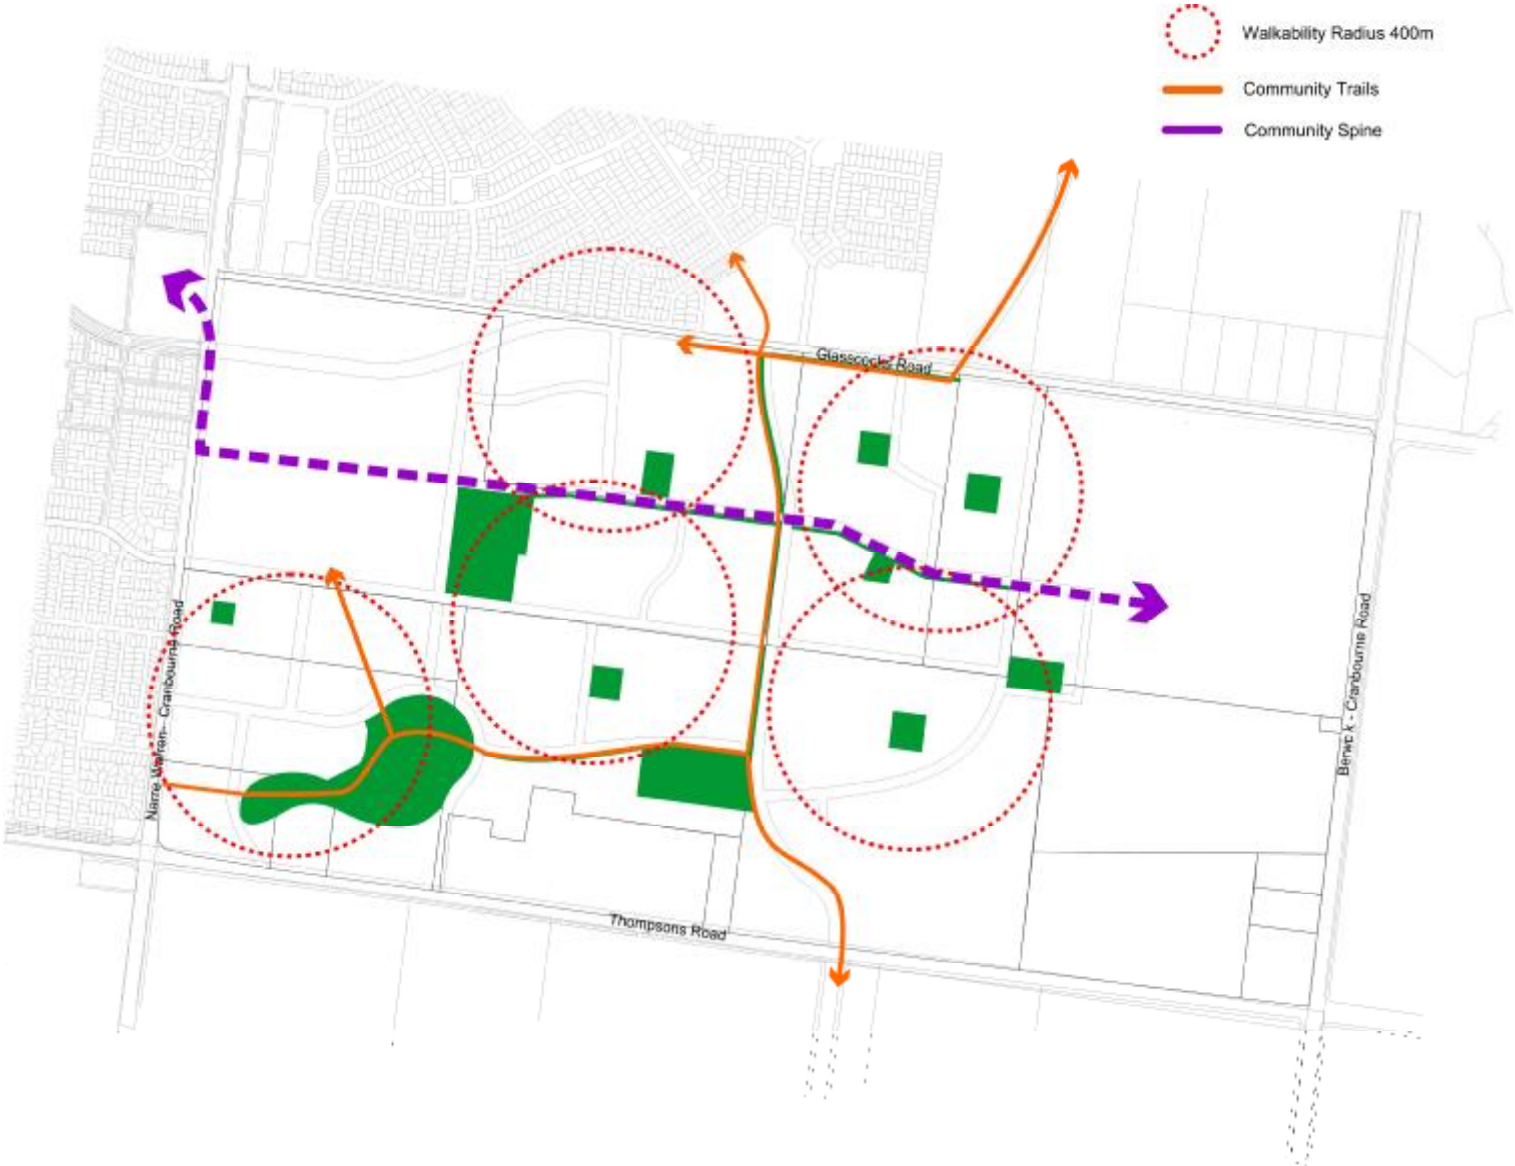 Walkability Radius 400m
Community Trails
Community Spine
Glasscocks Road
Narre Warren - Cranbourne Road
Berwick - Cranbourne Road
Thompsons Road